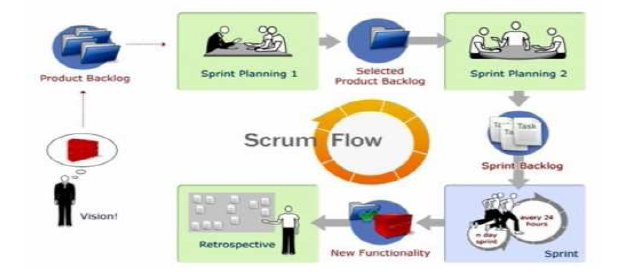 Product Backlog
Sprint Planning 1
Selected
Product Backlog
Sprint Planning 2
Scrum Flow
Task
Sprint Backlog
Vision!
Retrospective
New Functionality
n day
sprint
every 24
hours
Sprint